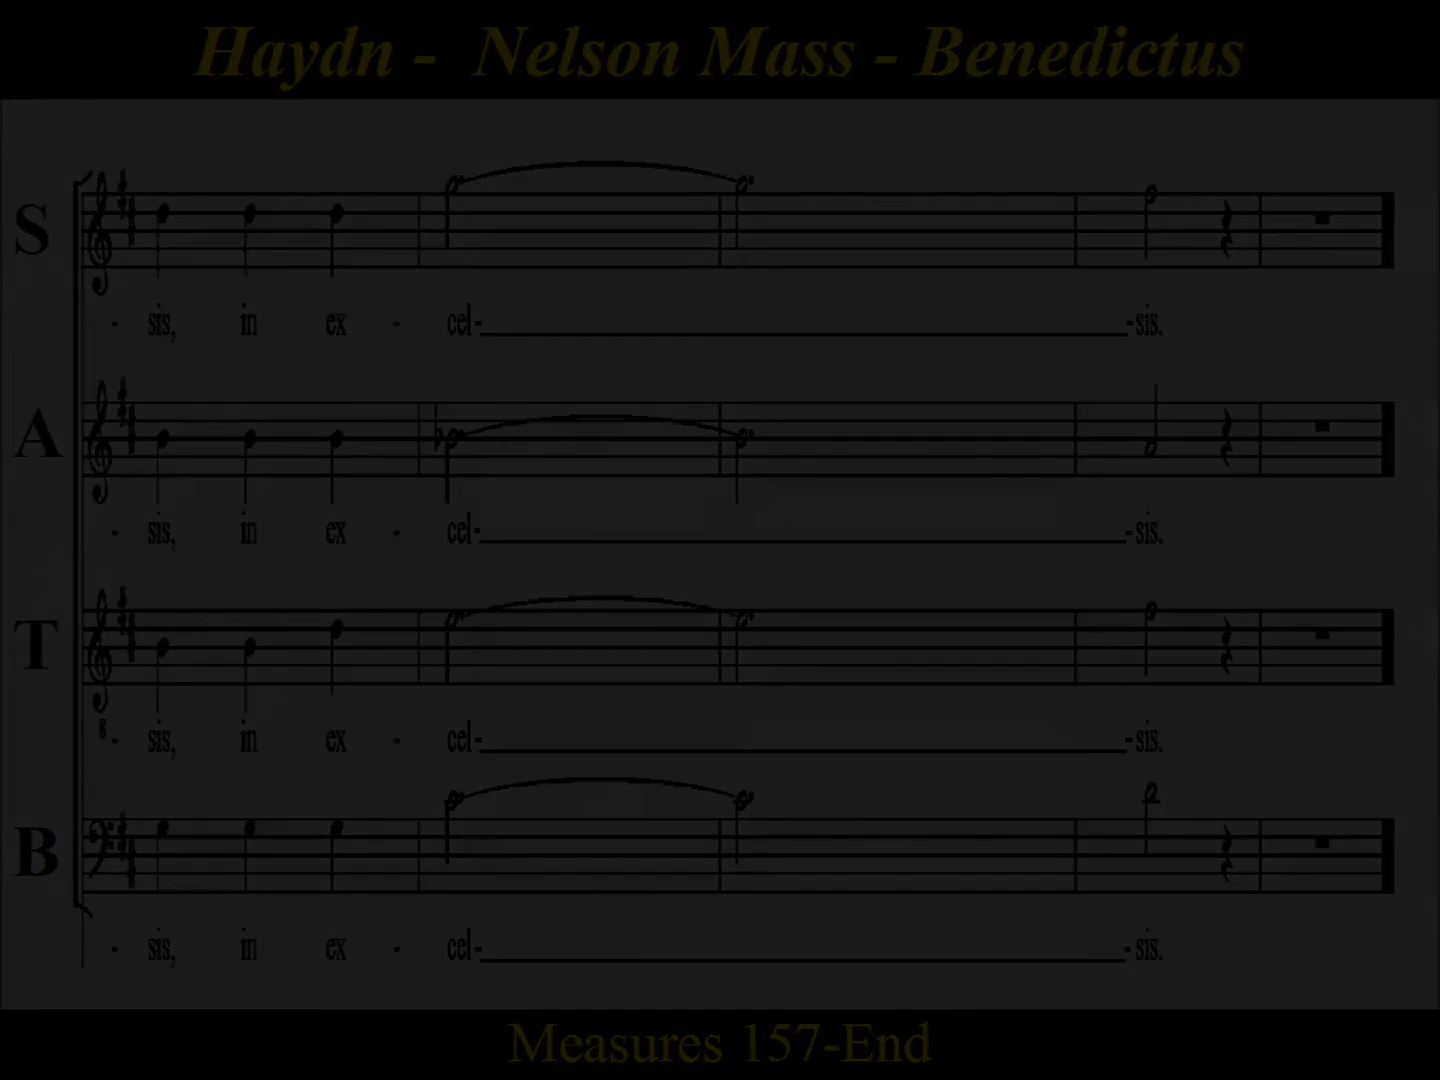 Haydn - Nelson Mass - Benedictus
S
- sis, in ex - cel - sis.
A
- sis, in ex - cel - sis.
T
8
- sis, in ex - cel - sis.
B
- sis, in ex - cel - sis.
Measures 157-End